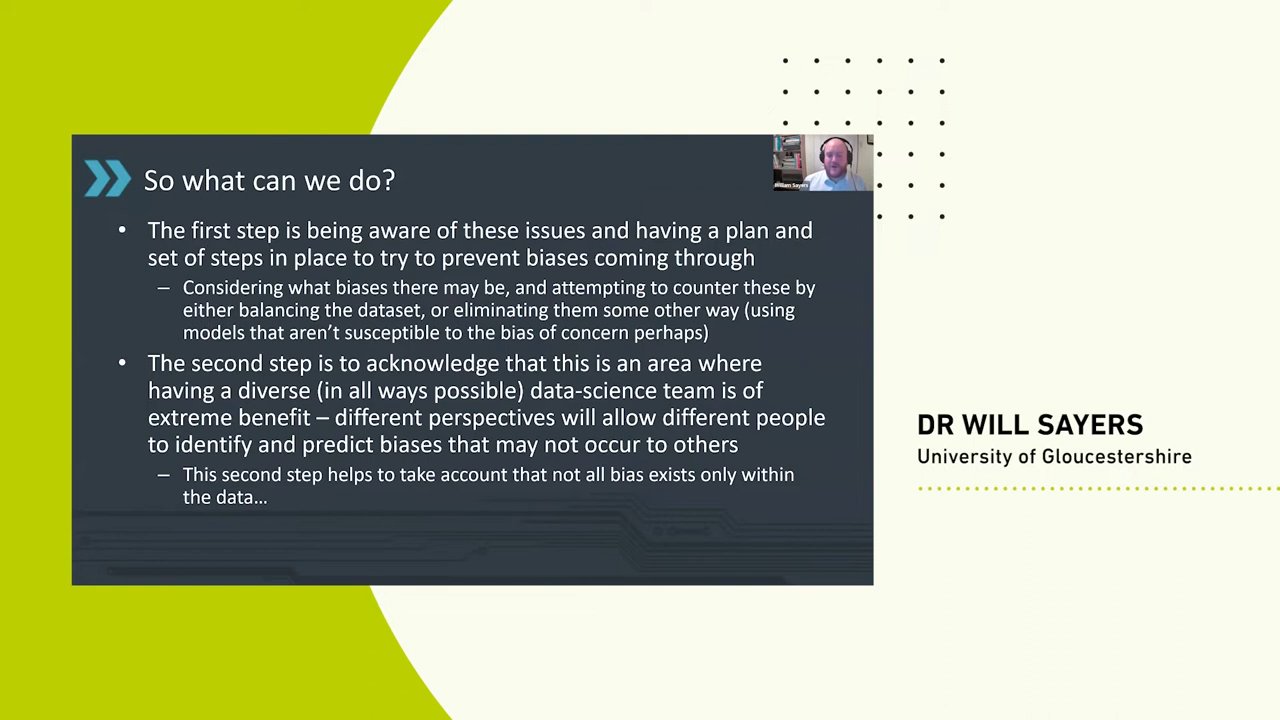 So what can we do?
William Sayers
• The first step is being aware of these issues and having a plan and
set of steps in place to try to prevent biases coming through
– Considering what biases there may be, and attempting to counter these by
either balancing the dataset, or eliminating them some other way (using
models that aren’t susceptible to the bias of concern perhaps)
• The second step is to acknowledge that this is an area where
having a diverse (in all ways possible) data-science team is of
extreme benefit – different perspectives will allow different people
to identify and predict biases that may not occur to others
– This second step helps to take account that not all bias exists only within
the data…
DR WILL SAYERS
University of Gloucestershire